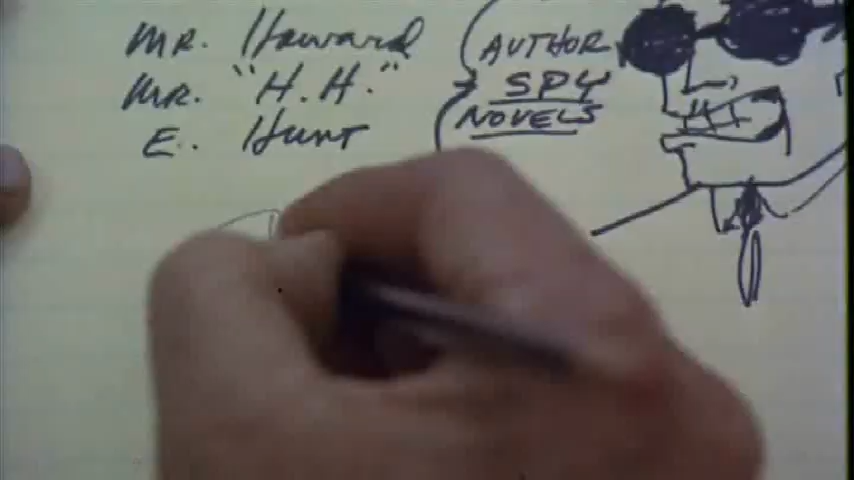 Mr. Howard
Mr. "H.H."
E. Hunt
AUTHOR
SPY
NOVELS